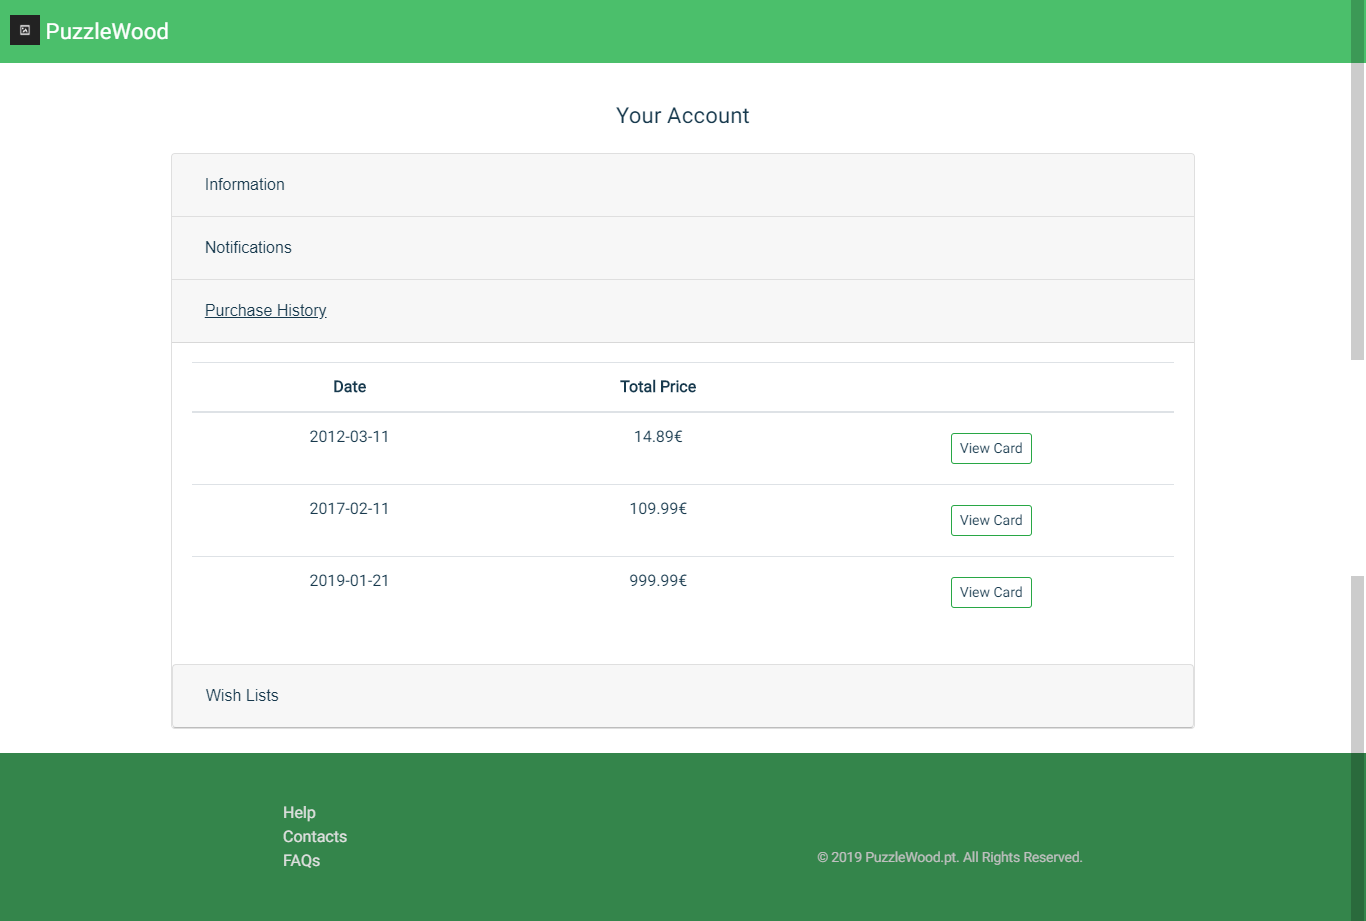 PuzzleWood
Your Account
Information
Notifications
Purchase History
Date Total Price
2012-03-11 14.89€ View Card
2017-02-11 109.99€ View Card
2019-01-21 999.99€ View Card
Wish Lists
Help
Contacts
FAQs
© 2019 PuzzleWood.pt. All Rights Reserved.